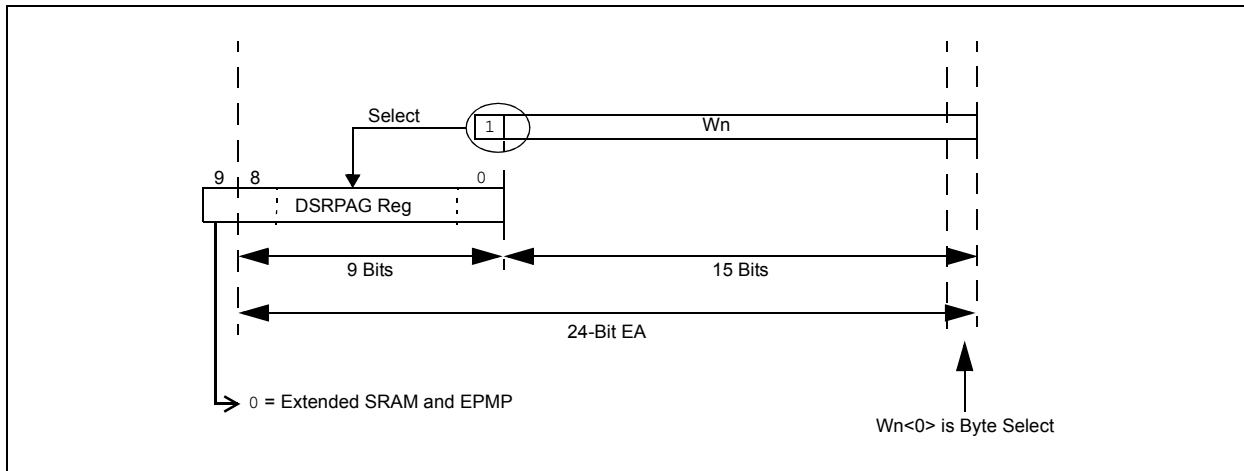 Select
1
Wn
9
8
0
DSRPAG Reg
9 Bits
15 Bits
24-Bit EA
0 = Extended SRAM and EPMP
Wn<0> is Byte Select